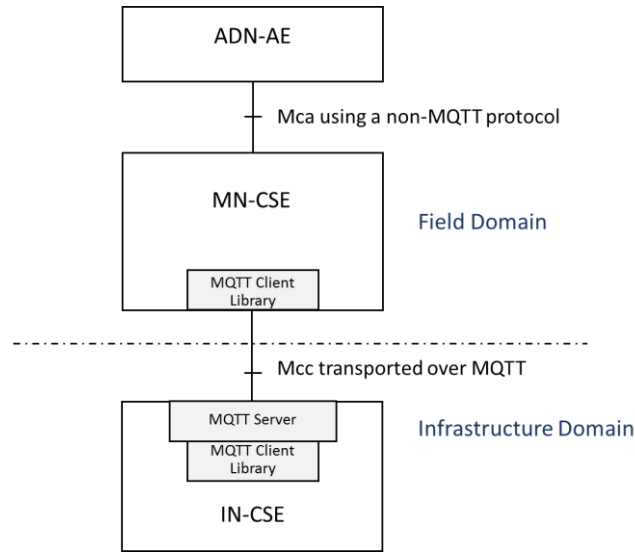 ADN-AE
Mca using a non-MQTT protocol
MN-CSE
Field Domain
MQTT Client
Library
Mcc transported over MQTT
MQTT Server
Infrastructure Domain
MQTT Client
Library
IN-CSE